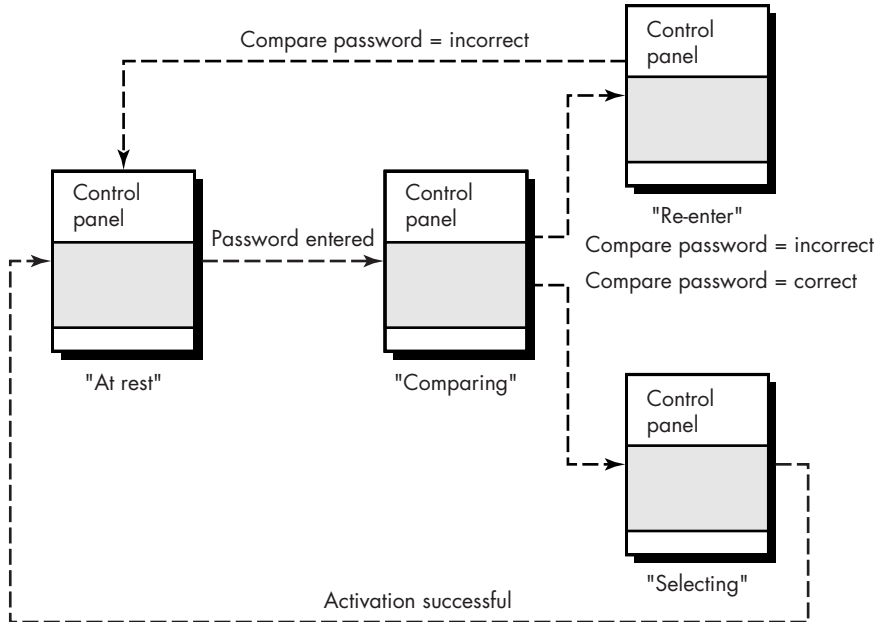 Compare password = incorrect
Control
panel
"Re-enter"
Control
panel
"At rest"
Password entered
Control
panel
"Comparing"
Compare password = incorrect
Compare password = correct
Control
panel
"Selecting"
Activation successful